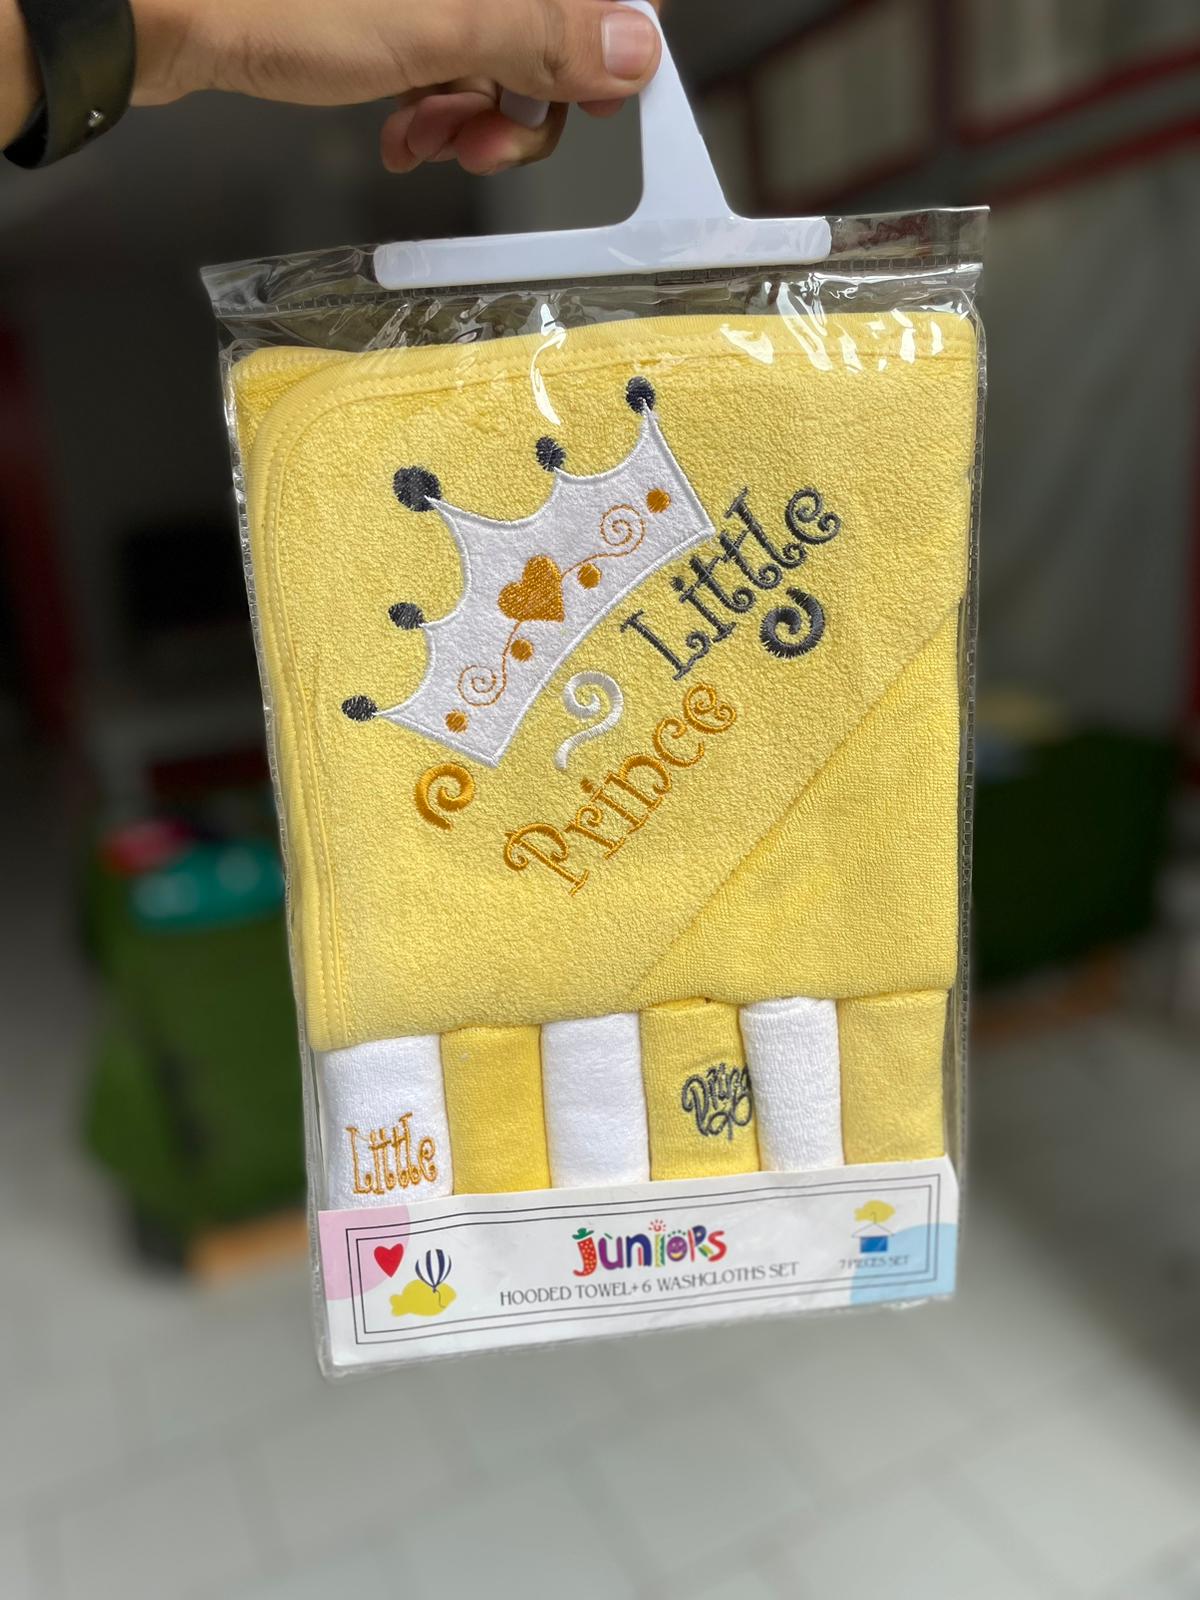 Little
Prince
Little
juniors
HOODED TOWEL+6 WASHCLOTHS SET
7 PIECES SET